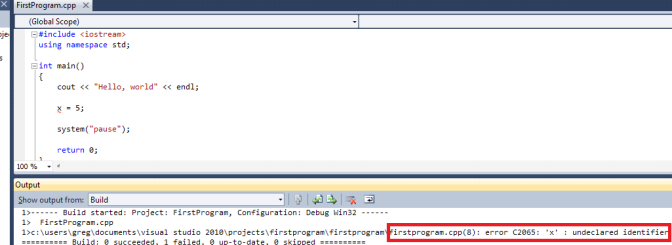 FirstProgram.cpp ×
(Global Scope)
#include <iostream>
using namespace std;
int main()
{
cout << "Hello, world" << endl;
x = 5;
system("pause");
return 0;
100 %
Output
Show output from: Build
1>------ Build started: Project: FirstProgram, Configuration: Debug Win32 ------
1> FirstProgram.cpp
1>c:\users\greg\documents\visual studio 2010\projects\firstprogram\firstprogram\firstprogram.cpp(8): error C2065: 'x' : undeclared identifier
========== Build: 0 succeeded, 1 failed, 0 up-to-date, 0 skipped ==========